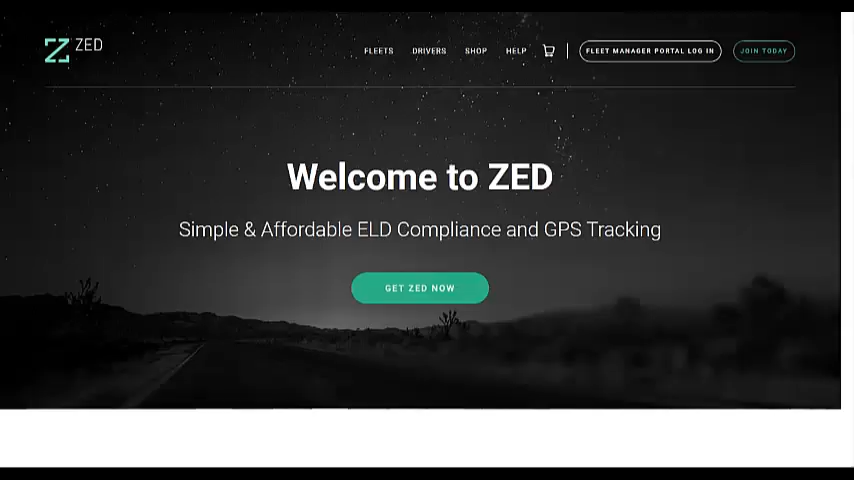 ZED
FLEETS DRIVERS SHOP HELP FLEET MANAGER PORTAL LOG IN JOIN TODAY
Welcome to ZED
Simple & Affordable ELD Compliance and GPS Tracking
GET ZED NOW